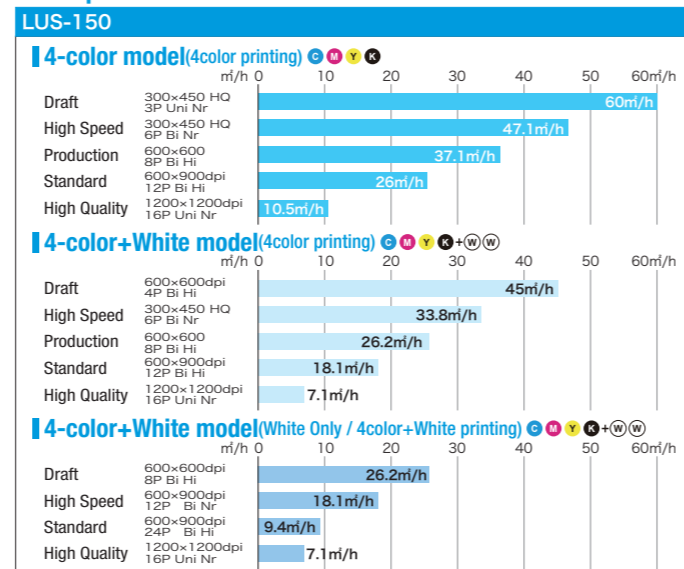 LUS-150
4-color model(4color printing) C M Y K
㎡/h 0 10 20 30 40 50 60㎡/h
Draft 300×450 HQ 3P Uni Nr 60㎡/h
High Speed 300×450 HQ 6P Bi Nr 47.1㎡/h
Production 600×600 8P Bi Hi 37.1㎡/h
Standard 600×900dpi 12P Bi Hi 26㎡/h
High Quality 1200×1200dpi 16P Uni Nr 10.5㎡/h
4-color+White model(4color printing) C M Y K+W W
㎡/h 0 10 20 30 40 50 60㎡/h
Draft 600×600dpi 4P Bi Hi 45㎡/h
High Speed 300×450 HQ 6P Bi Nr 33.8㎡/h
Production 600×600 8P Bi Hi 26.2㎡/h
Standard 600×900dpi 12P Bi Hi 18.1㎡/h
High Quality 1200×1200dpi 16P Uni Nr 7.1㎡/h
4-color+White model(White Only / 4color+White printing) C M Y K+W W
㎡/h 0 10 20 30 40 50 60㎡/h
Draft 600×600dpi 8P Bi Hi 26.2㎡/h
High Speed 600×900dpi 12P Bi Nr 18.1㎡/h
Standard 600×900dpi 24P Bi Hi 9.4㎡/h
High Quality 1200×1200dpi 16P Uni Nr 7.1㎡/h